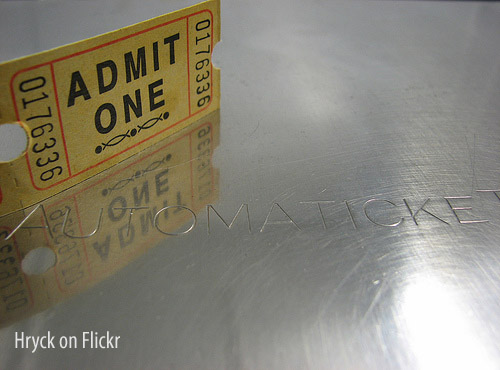 ADMIT
ONE
0176336
0176336
AUTOMATICKET
Hryck on Flickr